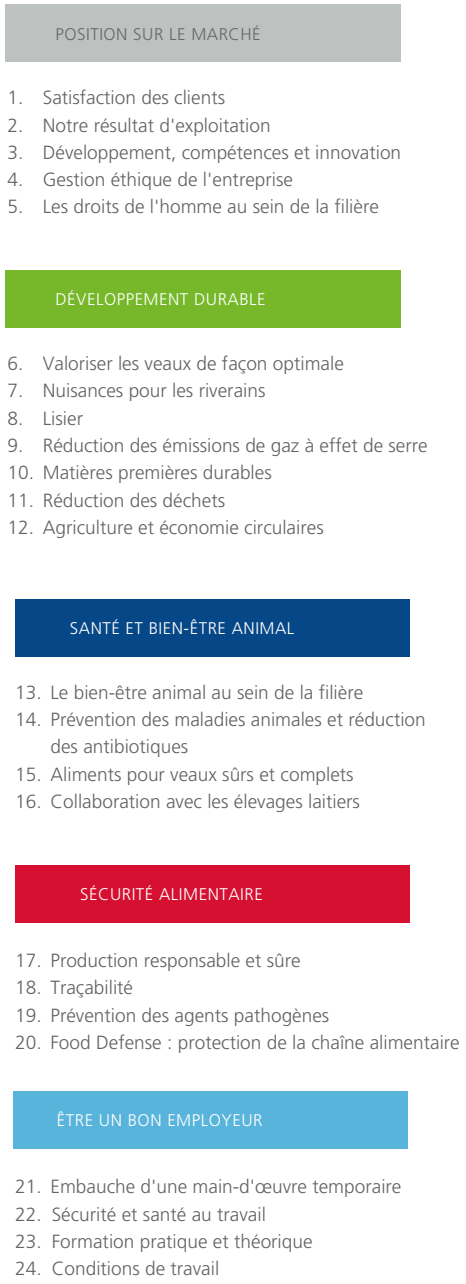 POSITION SUR LE MARCHÉ
1. Satisfaction des clients
2. Notre résultat d'exploitation
3. Développement, compétences et innovation
4. Gestion éthique de l'entreprise
5. Les droits de l'homme au sein de la filière
DÉVELOPPEMENT DURABLE
6. Valoriser les veaux de façon optimale
7. Nuisances pour les riverains
8. Lisier
9. Réduction des émissions de gaz à effet de serre
10. Matières premières durables
11. Réduction des déchets
12. Agriculture et économie circulaires
SANTÉ ET BIEN-ÊTRE ANIMAL
13. Le bien-être animal au sein de la filière
14. Prévention des maladies animales et réduction
des antibiotiques
15. Aliments pour veaux sûrs et complets
16. Collaboration avec les élevages laitiers
SÉCURITÉ ALIMENTAIRE
17. Production responsable et sûre
18. Traçabilité
19. Prévention des agents pathogènes
20. Food Defense : protection de la chaîne alimentaire
ÊTRE UN BON EMPLOYEUR
21. Embauche d'une main-d'œuvre temporaire
22. Sécurité et santé au travail
23. Formation pratique et théorique
24. Conditions de travail